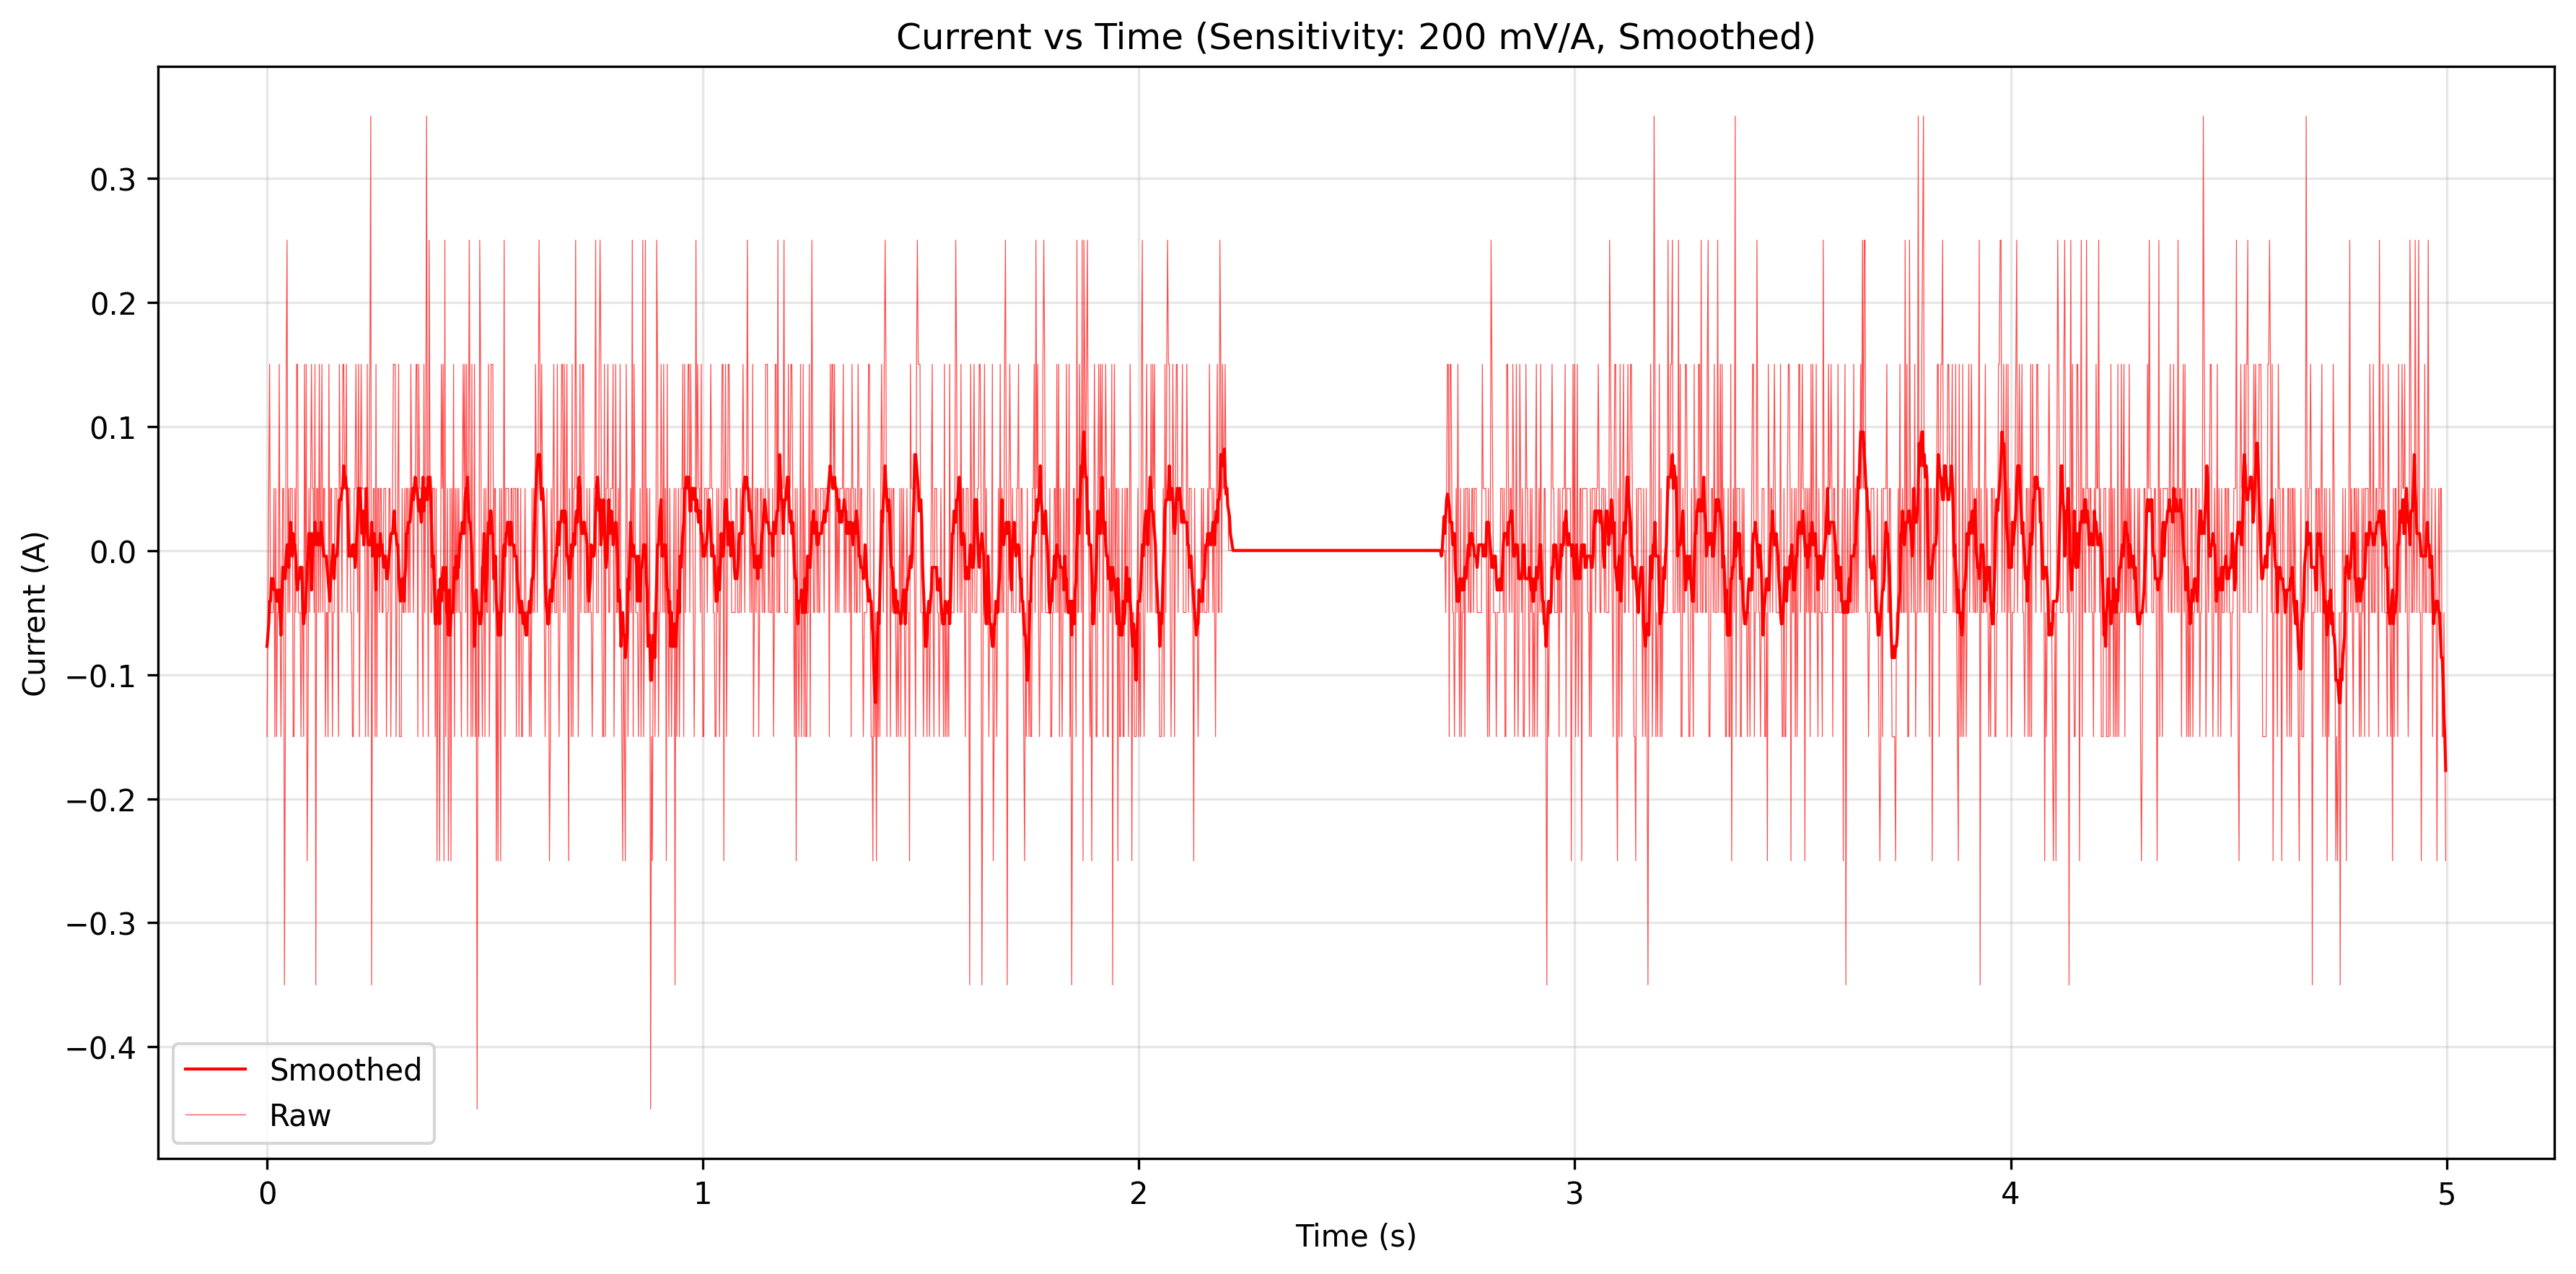 Current vs Time (Sensitivity: 200 mV/A, Smoothed)
Current (A)
0.3
0.2
0.1
0.0
−0.1
−0.2
−0.3
−0.4
Smoothed
Raw
0 1 2 3 4 5
Time (s)